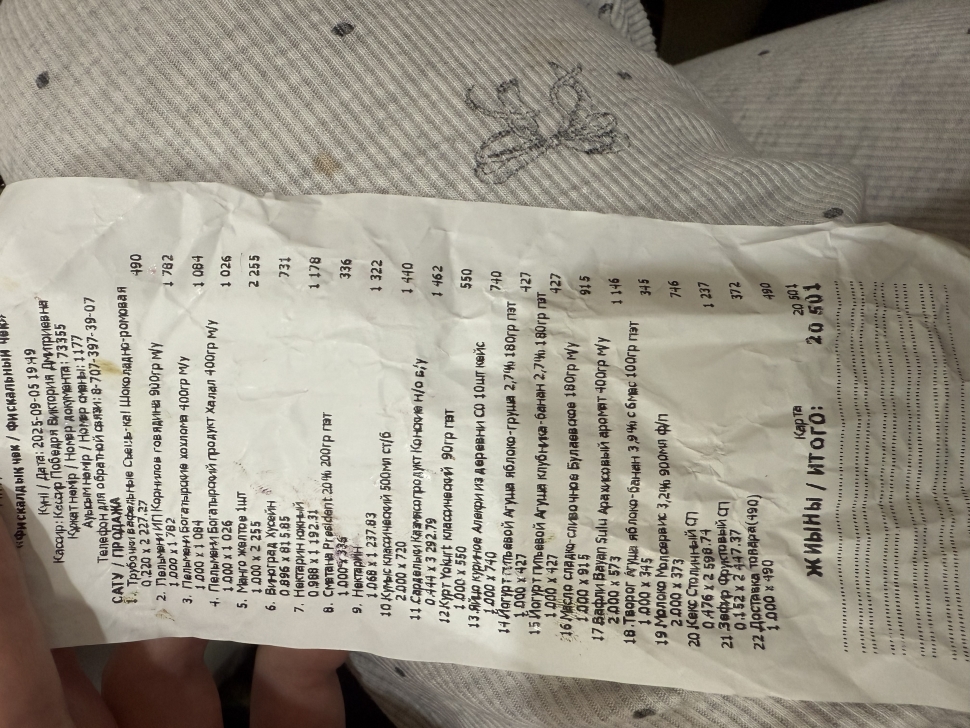 «фискалдық чек / фискальный чек»
Күні / Дата: 2025-09-05 19:49
Кассир: Победря Виктория Дмитриевна
Құжат нөмір / Номер документа: 73355
Ауысым нөмір / Номер смены: 1177
Телефон для обратной связи: 8-707-397-39-07
САТУ / ПРОДАЖА
1. Трубочки вафельные Съешь-ка! Шоколадно-ромовая
0.220 x 2 227.27 490
2. Пельмени ИП Корнилов говядина 900гр м/у
1.000 x 1 782 1 782
3. Пельмени Богатырские хохлома 400гр м/у
1.000 x 1 084 1 084
4. Пельмени Богатырский продукт Халал 400гр м/у
1.000 x 1 026 1 026
5. Манго желтое 1шт
1.000 x 2 255 2 255
6. Виноград Хусейн
0.896 x 815.85 731
7. Нектарин южный
0.988 x 1 192.31 1 178
8. Сметана President 20% 200гр пэт
1.000 x 336 336
9. Нектарин
1.068 x 1 237.83 1 322
10. Кумыс классический 500мл ст/б
2.000 x 720 1 440
11. Сардельки Казмяспродукт Конские Н/о в/у
0.444 x 3 292.79 1 462
12. Курт Yokurt классический 90гр пэт
1.000 x 550 550
13. Яйцо куриное Алекри из деревни С0 10шт кейс
1.000 x 740 740
14. Йогурт питьевой Агуша яблоко-груша 2,7% 180гр пэт
1.000 x 427 427
15. Йогурт питьевой Агуша клубника-банан 2,7% 180гр пэт
1.000 x 427 427
16. Масло сладко-сливочное Булаевское 180гр м/у
1.000 x 915 915
17. Вафли Bayan Sulu Арахисовый аромат 400гр м/у
2.000 x 573 1 146
18. Творог Агуша яблоко-банан 3,9% с 6мес 100гр пэт
1.000 x 345 345
19. Молоко Молсервис 3,2% 900мл ф/п
2.000 x 373 746
20. Кекс Столичный СП
0.476 x 2 598.74 1 237
21. Зефир Фруктовый СП
0.152 x 2 447.37 372
22. Доставка товара(490)
1.000 x 490 490
Карта 20 501
ЖИЫНЫ / ИТОГО: 20 501